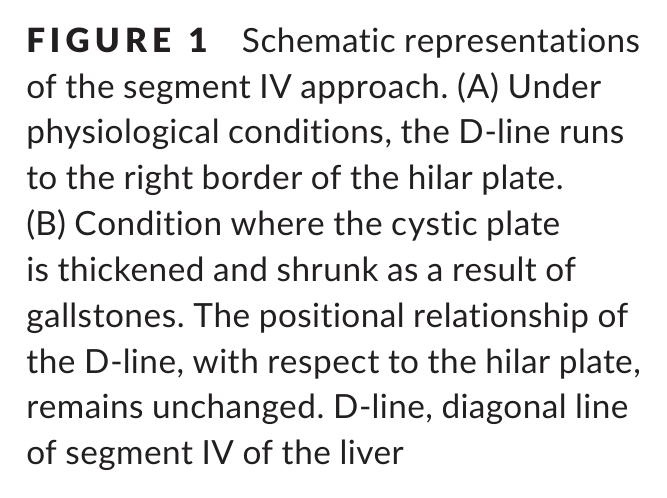 FIGURE 1 Schematic representations
of the segment IV approach. (A) Under
physiological conditions, the D-line runs
to the right border of the hilar plate.
(B) Condition where the cystic plate
is thickened and shrunk as a result of
gallstones. The positional relationship of
the D-line, with respect to the hilar plate,
remains unchanged. D-line, diagonal line
of segment IV of the liver